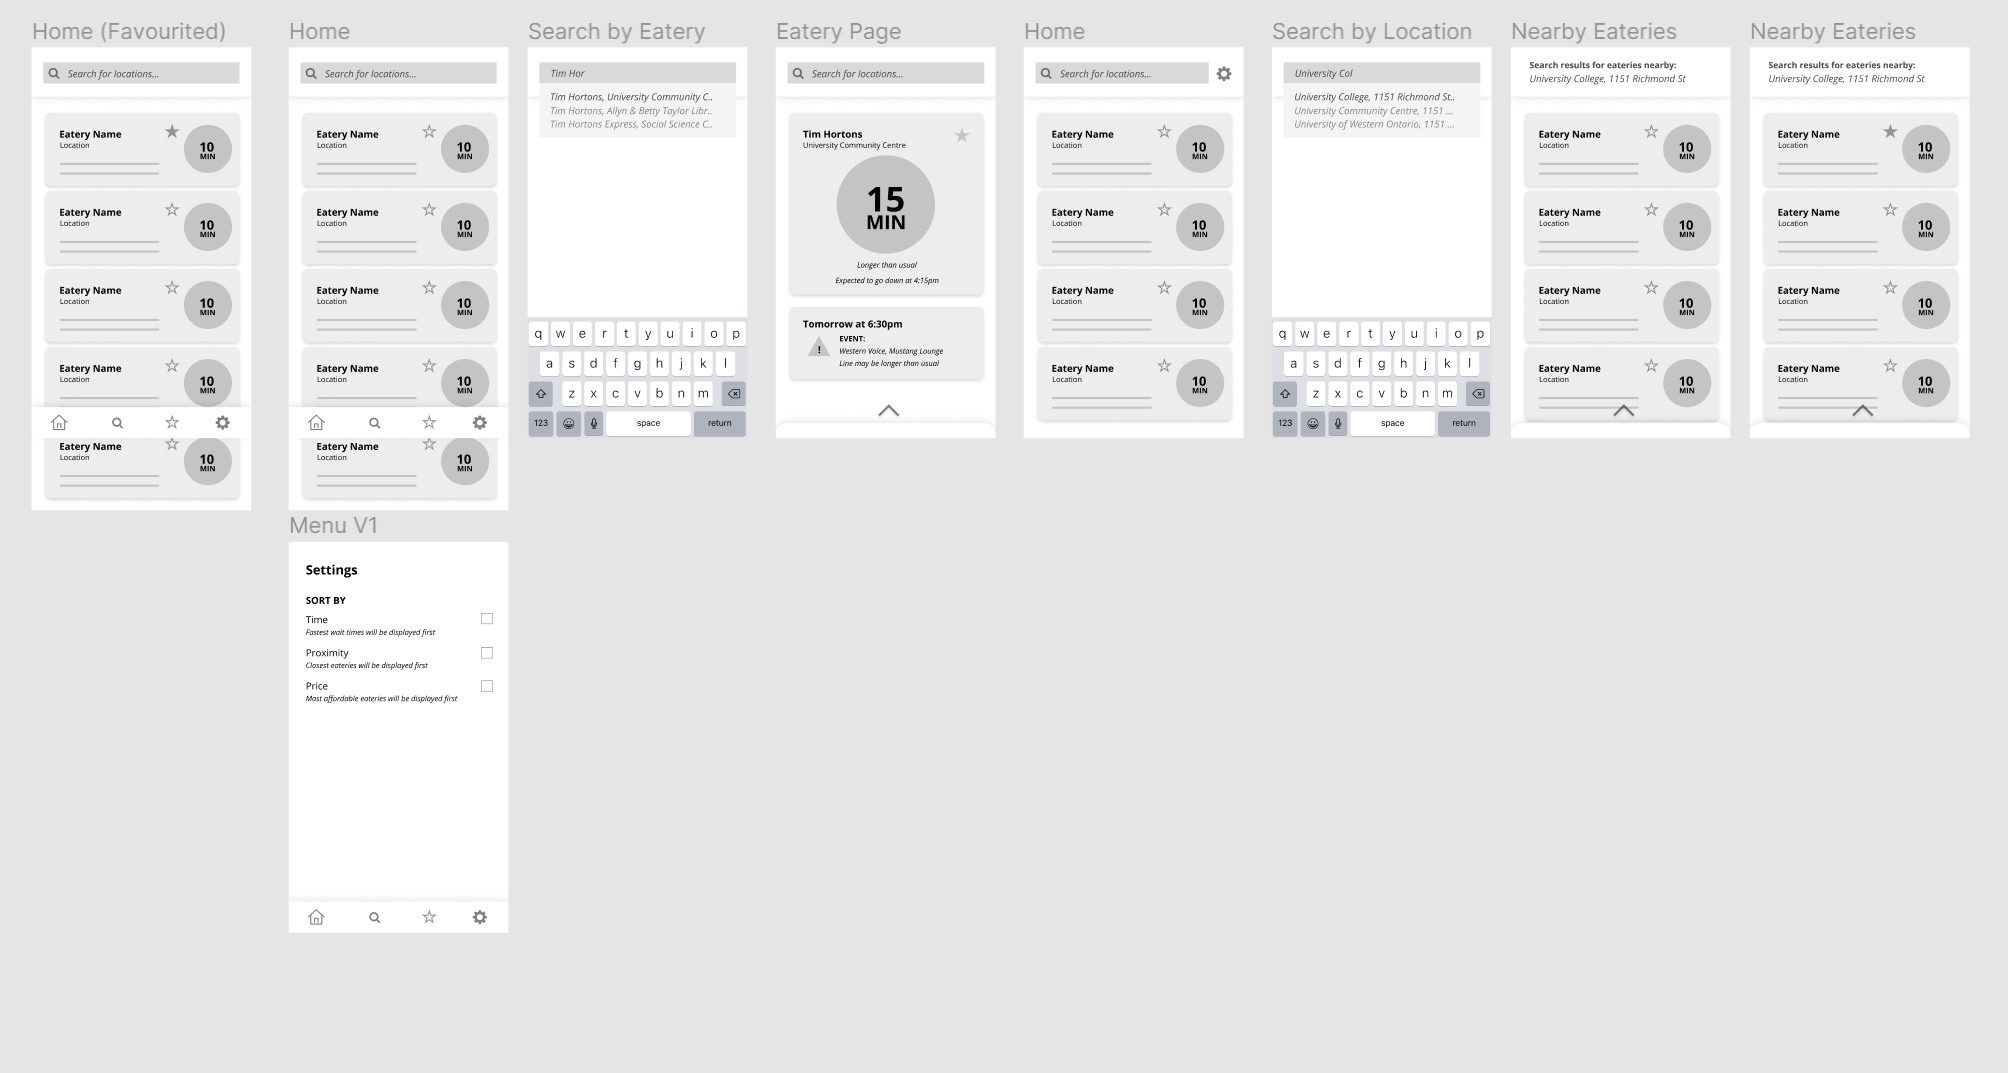 Home (Favourited)
Search for locations...
Eatery Name
Location
10
MIN
Eatery Name
Location
10
MIN
Eatery Name
Location
10
MIN
Eatery Name
Location
10
MIN
Eatery Name
Location
10
MIN
Home
Search for locations...
Eatery Name
Location
10
MIN
Eatery Name
Location
10
MIN
Eatery Name
Location
10
MIN
Eatery Name
Location
10
MIN
Eatery Name
Location
10
MIN
Menu V1
Settings
SORT BY
Time
Fastest wait times will be displayed first
Proximity
Closest eateries will be displayed first
Price
Most affordable eateries will be displayed first
Search by Eatery
Tim Hor
Tim Hortons, University Community C..
Tim Hortons, Allyn & Betty Taylor Libr..
Tim Hortons Express, Social Science C..
q w e r t y u i o p
a s d f g h j k l
z x c v b n m
123 space return
Eatery Page
Search for locations...
Tim Hortons
University Community Centre
15
MIN
Longer than usual
Expected to go down at 4:15pm
Tomorrow at 6:30pm
! EVENT:
Western Voice, Mustang Lounge
Line may be longer than usual
Home
Search for locations...
Eatery Name
Location
10
MIN
Eatery Name
Location
10
MIN
Eatery Name
Location
10
MIN
Eatery Name
Location
10
MIN
Search by Location
University Col
University College, 1151 Richmond St..
University Community Centre, 1151 ...
University of Western Ontario, 1151 ...
q w e r t y u i o p
a s d f g h j k l
z x c v b n m
123 space return
Nearby Eateries
Search results for eateries nearby:
University College, 1151 Richmond St
Eatery Name
Location
10
MIN
Eatery Name
Location
10
MIN
Eatery Name
Location
10
MIN
Eatery Name
Location
10
MIN
Nearby Eateries
Search results for eateries nearby:
University College, 1151 Richmond St
Eatery Name
Location
10
MIN
Eatery Name
Location
10
MIN
Eatery Name
Location
10
MIN
Eatery Name
Location
10
MIN